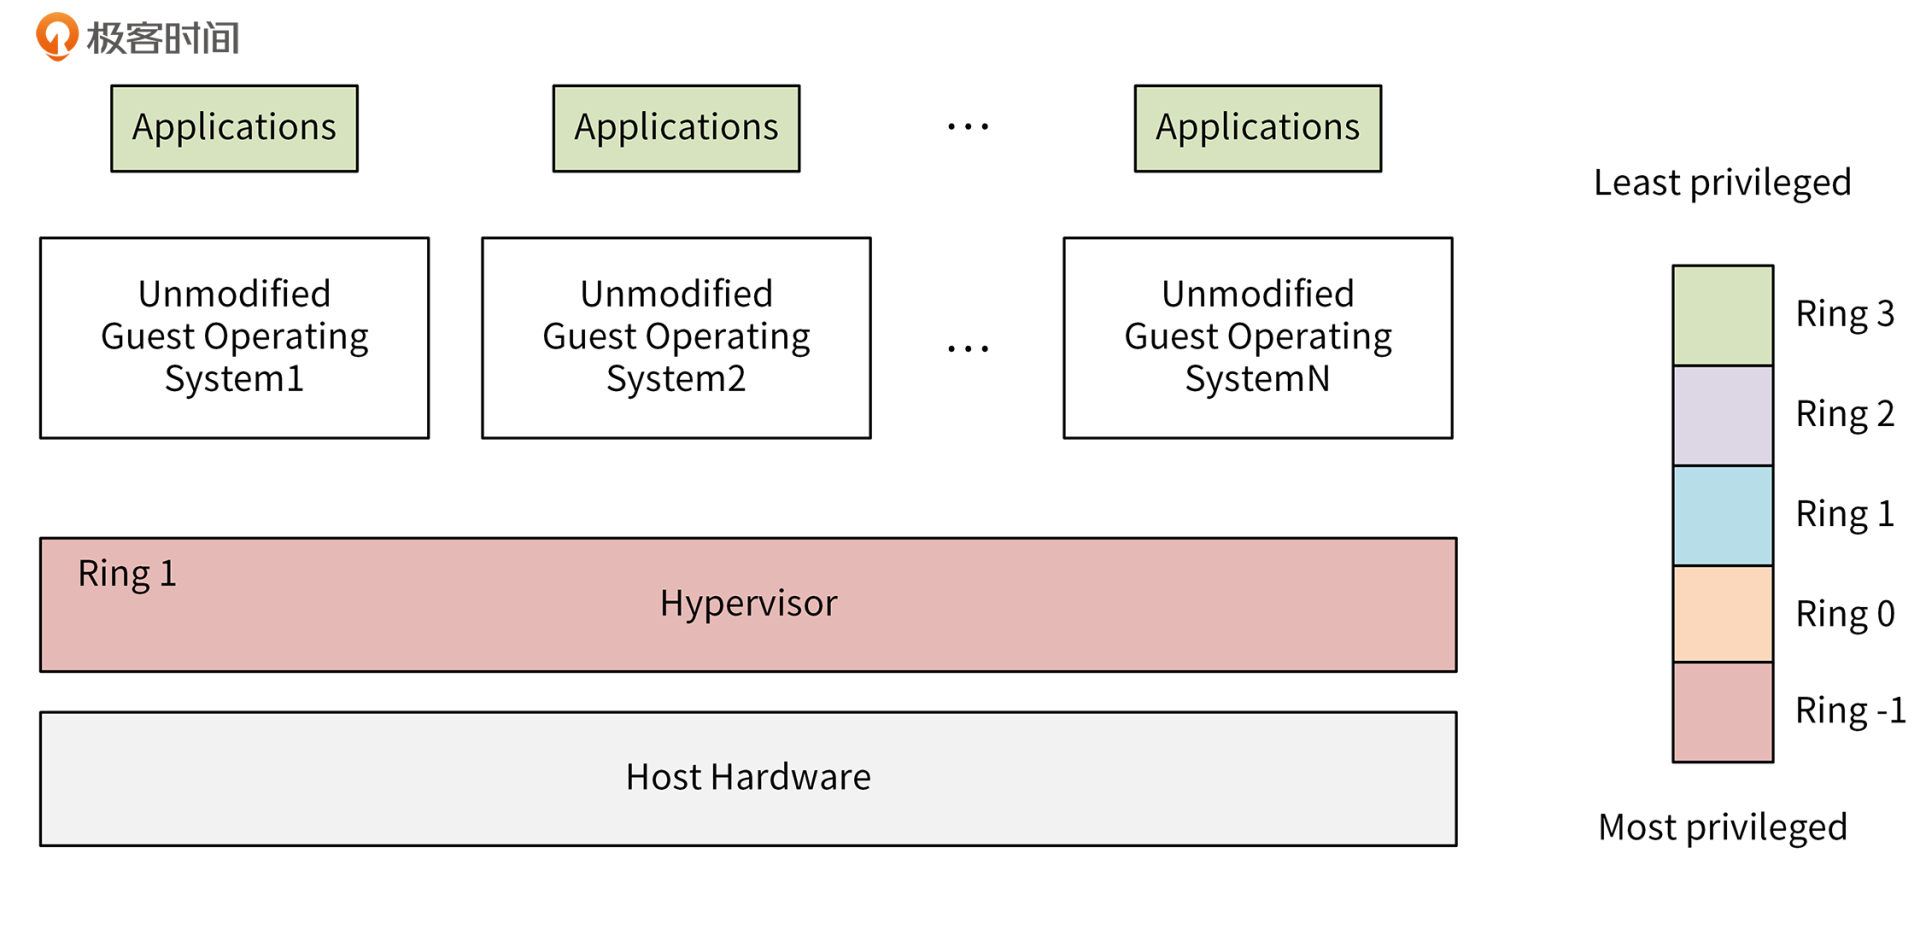 极客时间
Applications
Applications
...
Applications
Unmodified
Guest Operating
System1
Unmodified
Guest Operating
System2
...
Unmodified
Guest Operating
SystemN
Ring 1
Hypervisor
Host Hardware
Least privileged
Ring 3
Ring 2
Ring 1
Ring 0
Ring -1
Most privileged